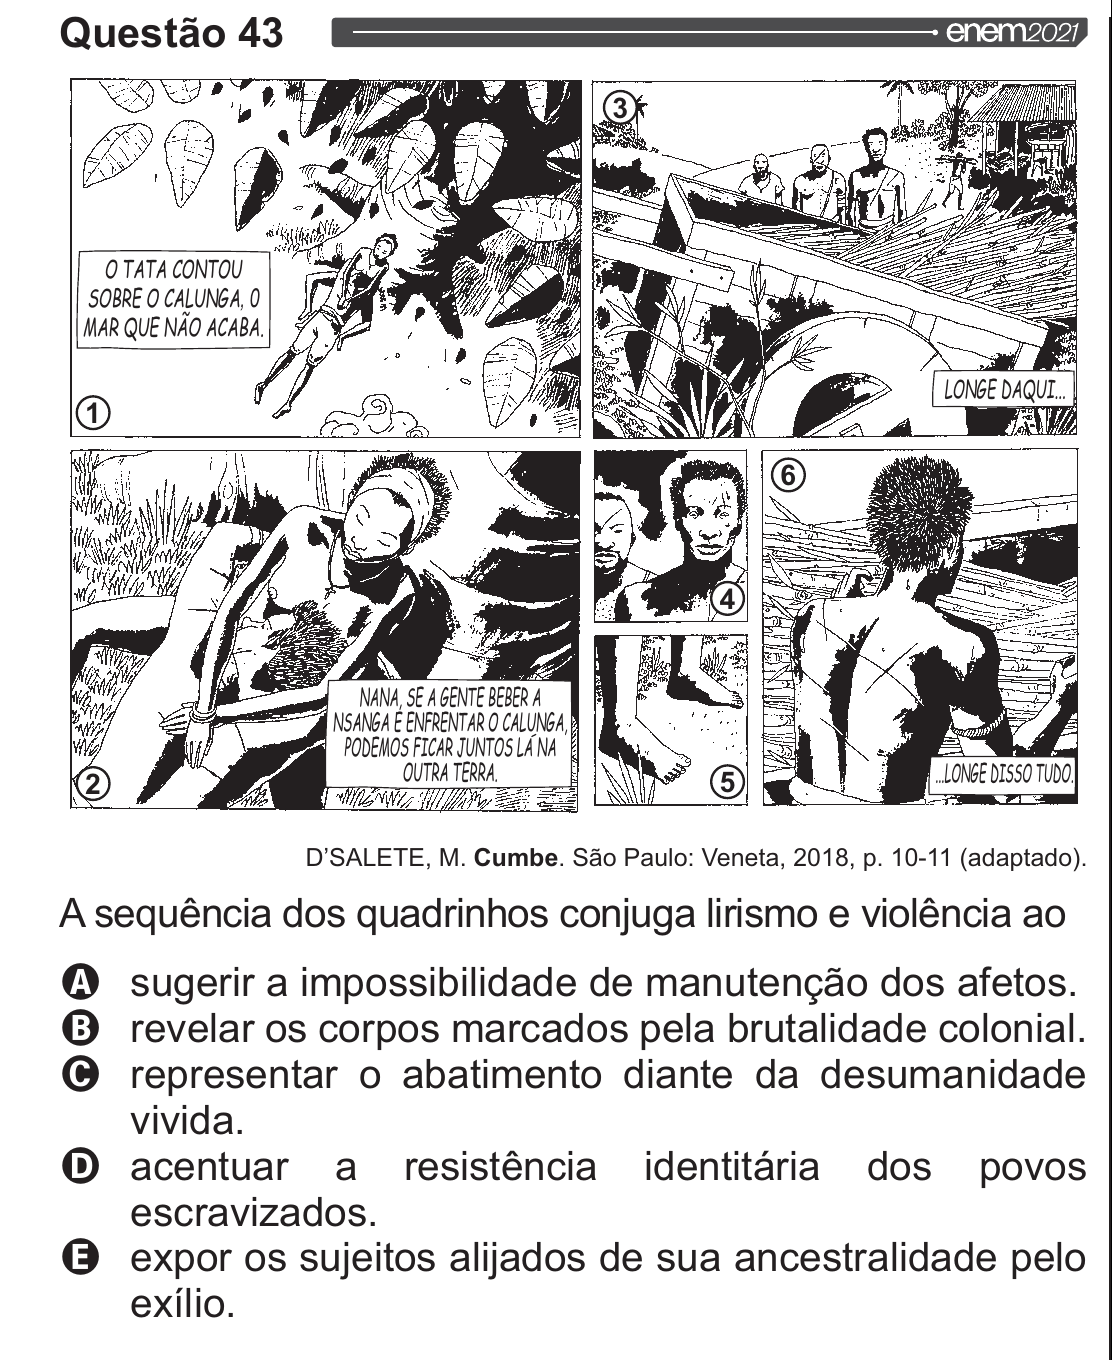 Questão 43
enem2021
O TATA CONTOU
SOBRE O CALUNGA, O
MAR QUE NÃO ACABA.
1
NANA, SE A GENTE BEBER A
NSANGA E ENFRENTAR O CALUNGA,
PODEMOS FICAR JUNTOS LÁ NA
OUTRA TERRA.
2
3
LONGE DAQUI...
4
5
6
...LONGE DISSO TUDO.
D’SALETE, M. Cumbe. São Paulo: Veneta, 2018, p. 10-11 (adaptado).
A sequência dos quadrinhos conjuga lirismo e violência ao
A sugerir a impossibilidade de manutenção dos afetos.
B revelar os corpos marcados pela brutalidade colonial.
C representar o abatimento diante da desumanidade
vivida.
D acentuar a resistência identitária dos povos
escravizados.
E expor os sujeitos alijados de sua ancestralidade pelo
exílio.